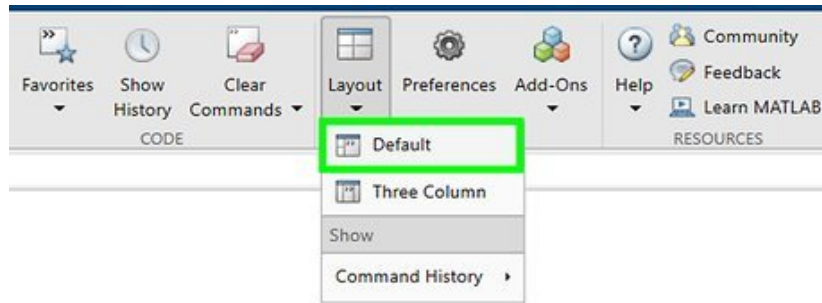 Favorites
Show
History
Clear
Commands
CODE
Layout
Preferences
Add-Ons
Help
Community
Feedback
Learn MATLAB
RESOURCES
Default
Three Column
Show
Command History